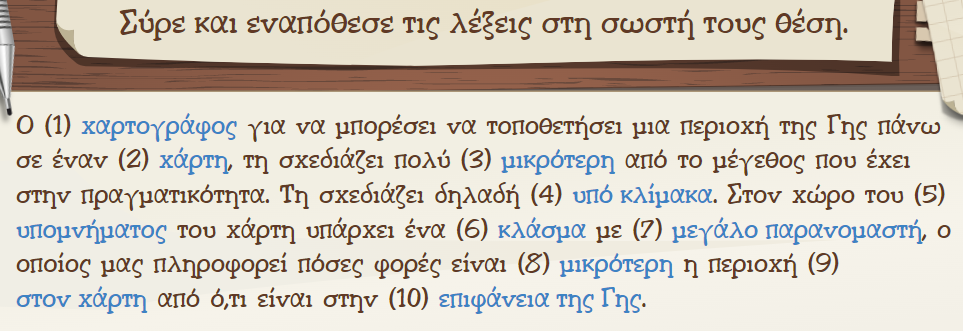 Σύρε και εναπόθεσε τις λέξεις στη σωστή τους θέση.
Ο (1) χαρτογράφος για να μπορέσει να τοποθετήσει μια περιοχή της Γης πάνω
σε έναν (2) χάρτη, τη σχεδιάζει πολύ (3) μικρότερη από το μέγεθος που έχει
στην πραγματικότητα. Τη σχεδιάζει δηλαδή (4) υπό κλίμακα. Στον χώρο του (5)
υπομνήματος του χάρτη υπάρχει ένα (6) κλάσμα με (7) μεγάλο παρανομαστή, ο
οποίος μας πληροφορεί πόσες φορές είναι (8) μικρότερη η περιοχή (9)
στον χάρτη από ό,τι είναι στην (10) επιφάνεια της Γης.